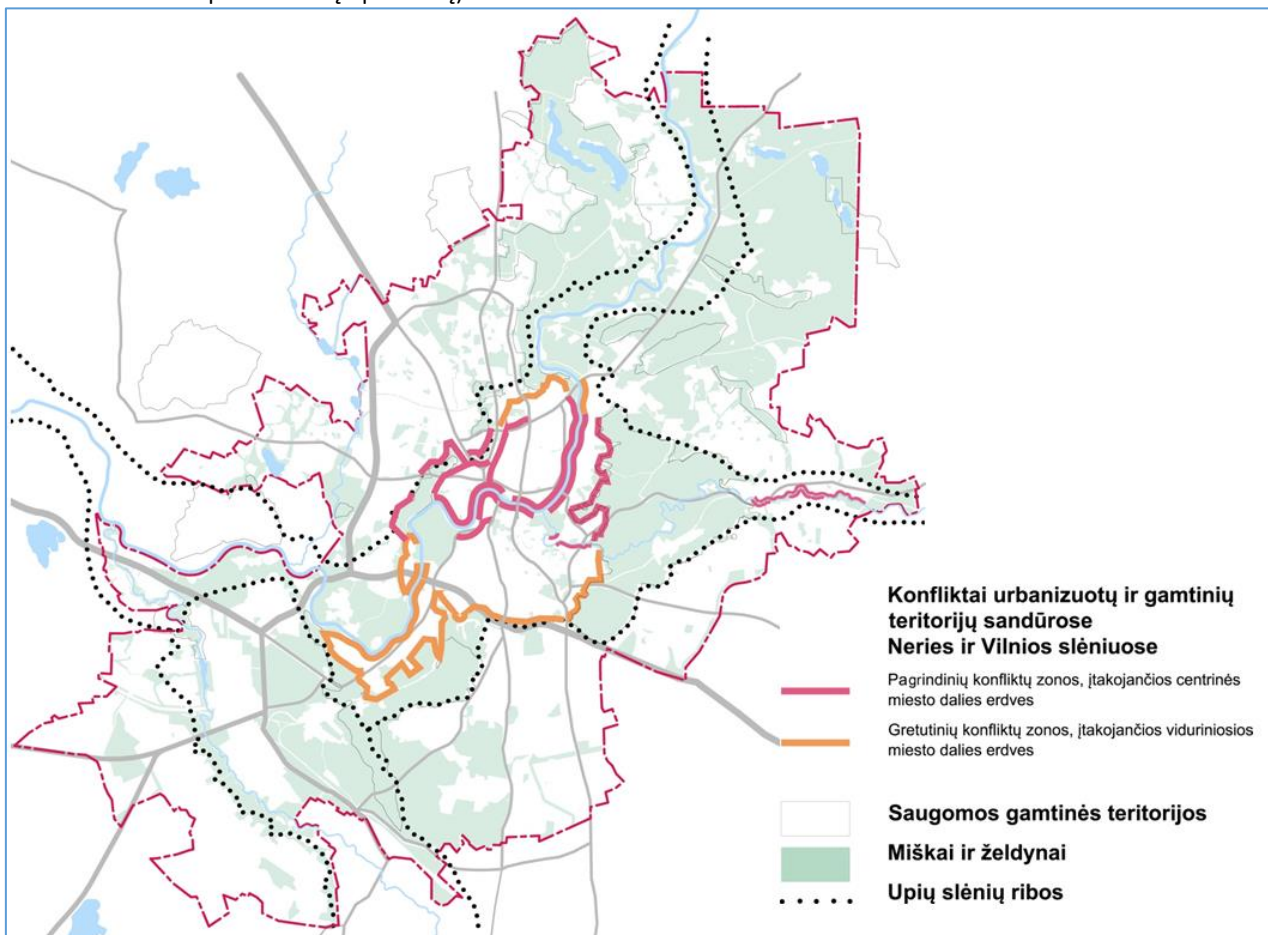 Konfliktai urbanizuotų ir gamtinių
teritorijų sandūrose
Neries ir Vilnios slėniuose
Pagrindinių konfliktų zonos, įtakojančios centrinės
miesto dalies erdves
Gretutinių konfliktų zonos, įtakojančios viduriniosios
miesto dalies erdves
Saugomos gamtinės teritorijos
Miškai ir želdynai
Upių slėnių ribos